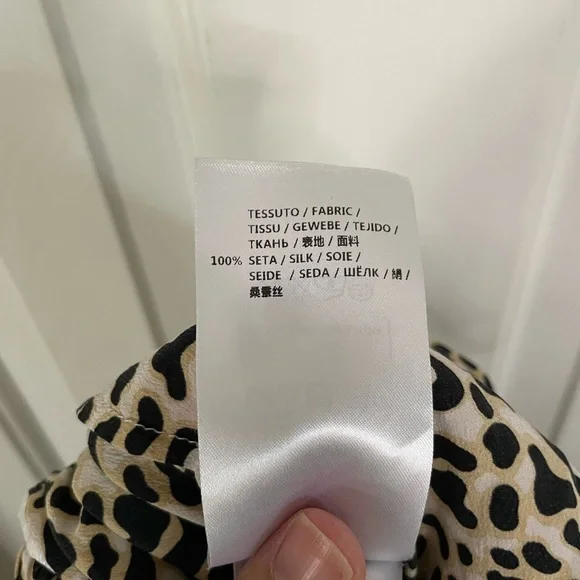 TESSUTO / FABRIC /
TISSU / GEWEBE / TEJIDO /
ТКАНЬ / 表地 / 面料
100% SETA / SILK / SOIE /
SEIDE / SEDA / ШЁЛК / 絹 /
桑蚕丝